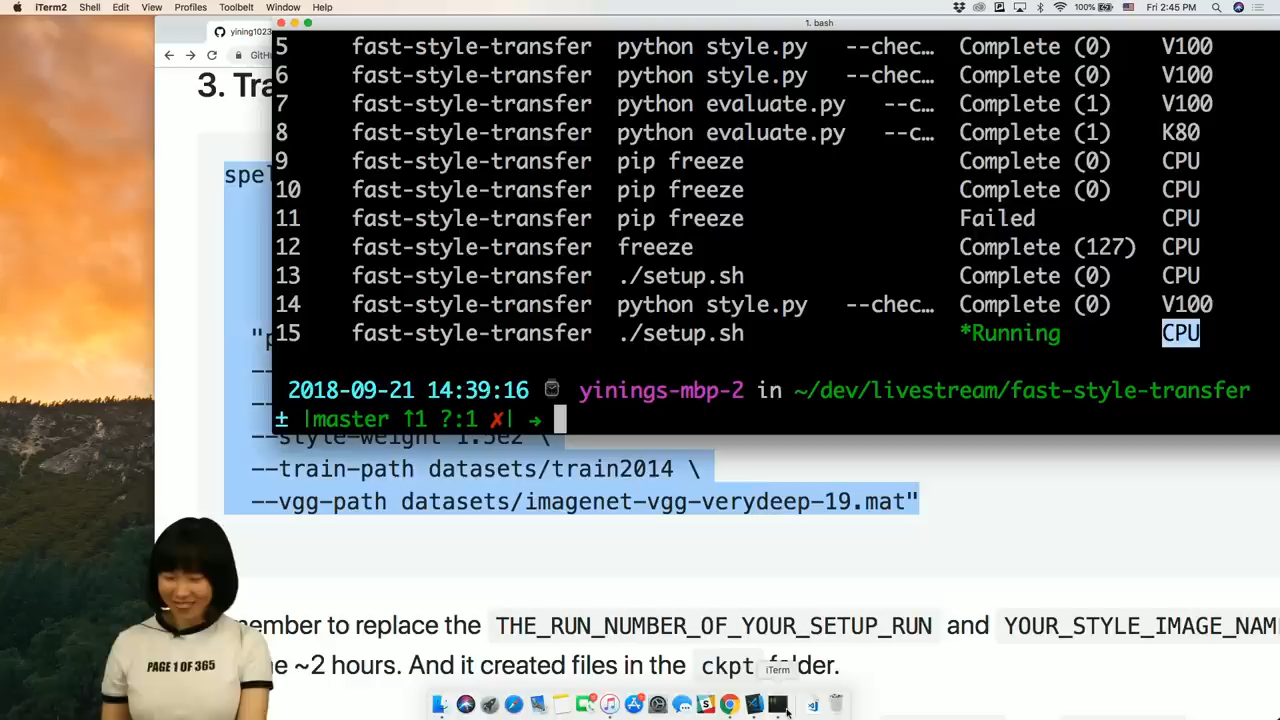 iTerm2 Shell Edit View Profiles Toolbelt Window Help 100% Fri 2:45 PM
1. bash
yining1023
GitHu
3. Tra
5 fast-style-transfer python style.py --chec… Complete (0) V100
6 fast-style-transfer python style.py --chec… Complete (0) V100
7 fast-style-transfer python evaluate.py --c… Complete (1) V100
8 fast-style-transfer python evaluate.py --c… Complete (1) K80
9 fast-style-transfer pip freeze Complete (0) CPU
10 fast-style-transfer pip freeze Complete (0) CPU
11 fast-style-transfer pip freeze Failed CPU
12 fast-style-transfer freeze Complete (127) CPU
13 fast-style-transfer ./setup.sh Complete (0) CPU
14 fast-style-transfer python style.py --chec… Complete (0) V100
15 fast-style-transfer ./setup.sh *Running CPU
2018-09-21 14:39:16 yinings-mbp-2 in ~/dev/livestream/fast-style-transfer
± |master ↑1 ?:1 ✗| →
spel
"p
--style-weight 1.5e2 \
--train-path datasets/train2014 \
--vgg-path datasets/imagenet-vgg-verydeep-19.mat"
member to replace the THE_RUN_NUMBER_OF_YOUR_SETUP_RUN and YOUR_STYLE_IMAGE_NAM
e ~2 hours. And it created files in the ckpt folder.
iTerm
PAGE 1 OF 365